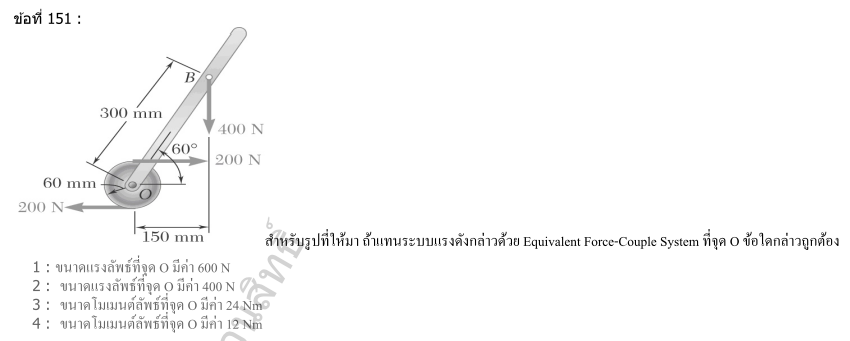 ข้อที่ 151 :
B
300 mm
400 N
60°
200 N
60 mm
O
200 N
150 mm
สำหรับรูปที่ให้มา ถ้าแทนระบบแรงดังกล่าวด้วย Equivalent Force-Couple System ที่จุด O ข้อใดกล่าวถูกต้อง
1 : ขนาดแรงลัพธ์ที่จุด O มีค่า 600 N
2 : ขนาดแรงลัพธ์ที่จุด O มีค่า 400 N
3 : ขนาดโมเมนต์ลัพธ์ที่จุด O มีค่า 24 Nm
4 : ขนาดโมเมนต์ลัพธ์ที่จุด O มีค่า 12 Nm